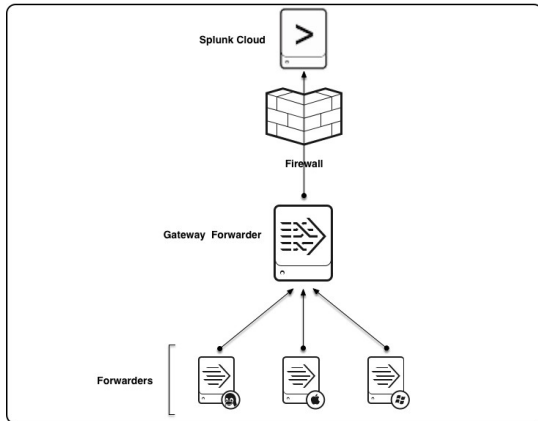 Splunk Cloud
>
Firewall
Gateway Forwarder
Forwarders